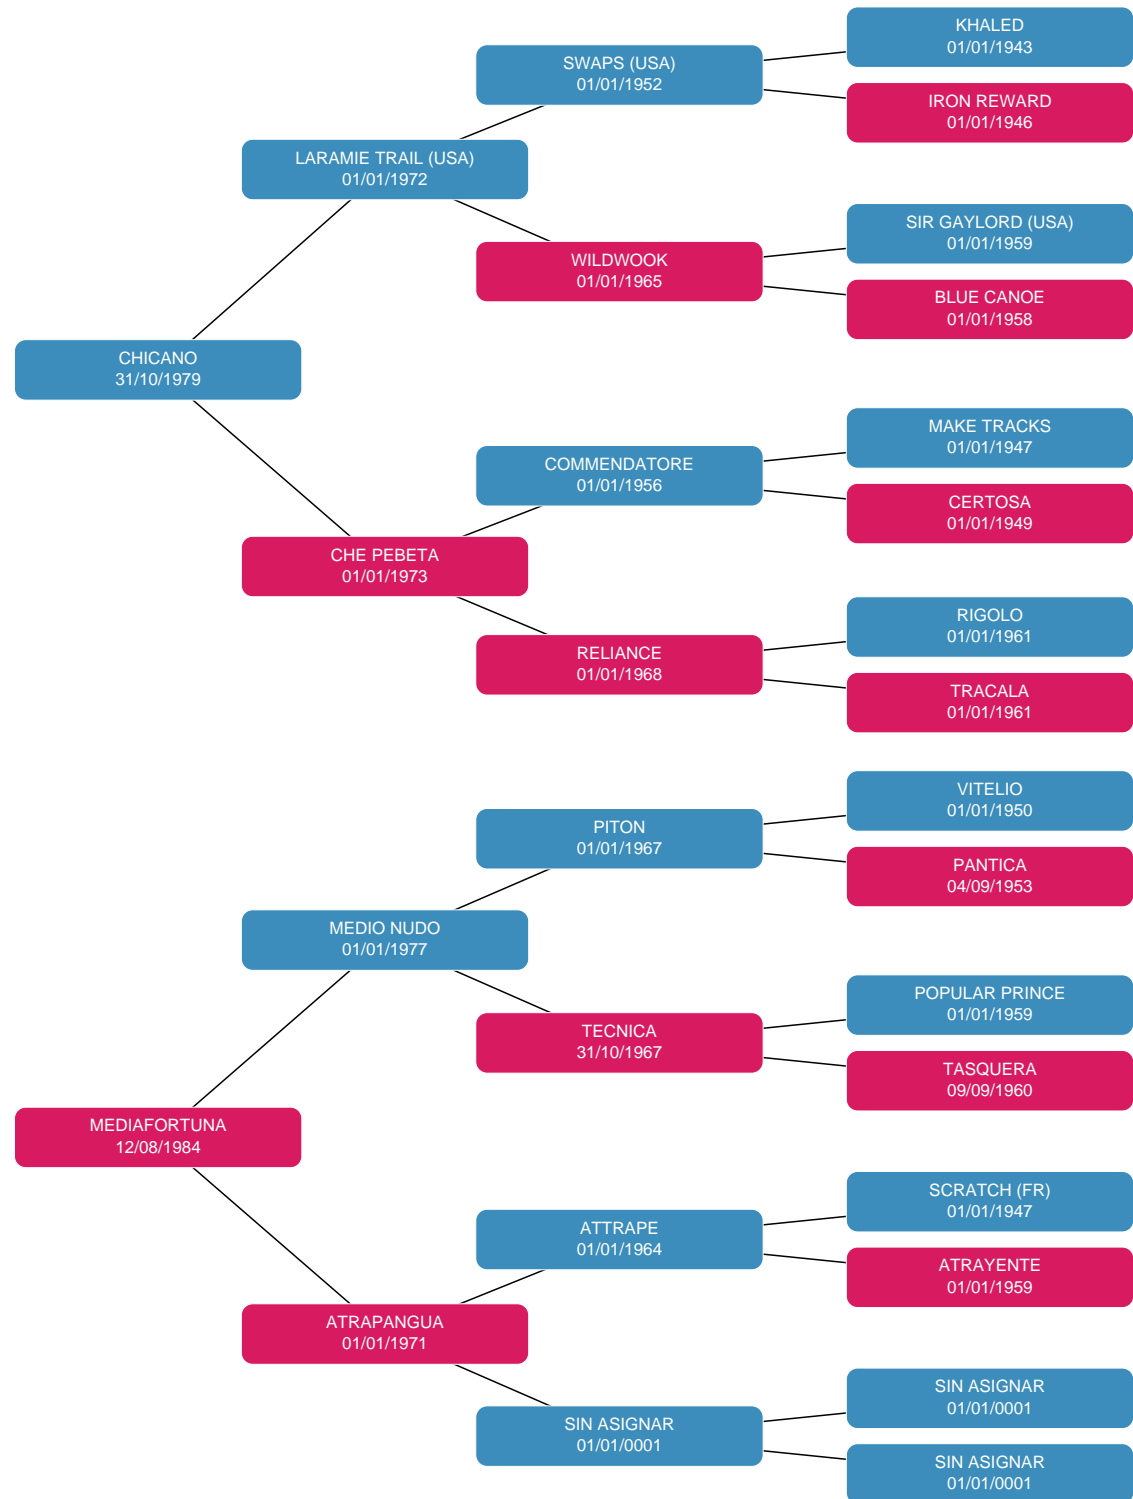 KHALED
01/01/1943
SWAPS (USA)
01/01/1952
IRON REWARD
01/01/1946
LARAMIE TRAIL (USA)
01/01/1972
SIR GAYLORD (USA)
01/01/1959
WILDWOOK
01/01/1965
BLUE CANOE
01/01/1958
CHICANO
31/10/1979
MAKE TRACKS
01/01/1947
COMMENDATORE
01/01/1956
CERTOSA
01/01/1949
CHE PEBETA
01/01/1973
RIGOLO
01/01/1961
RELIANCE
01/01/1968
TRACALA
01/01/1961
VITELIO
01/01/1950
PITON
01/01/1967
PANTICA
04/09/1953
MEDIO NUDO
01/01/1977
POPULAR PRINCE
01/01/1959
TECNICA
31/10/1967
TASQUERA
09/09/1960
MEDIAFORTUNA
12/08/1984
SCRATCH (FR)
01/01/1947
ATTRAPE
01/01/1964
ATRAYENTE
01/01/1959
ATRAPANGUA
01/01/1971
SIN ASIGNAR
01/01/0001
SIN ASIGNAR
01/01/0001
SIN ASIGNAR
01/01/0001